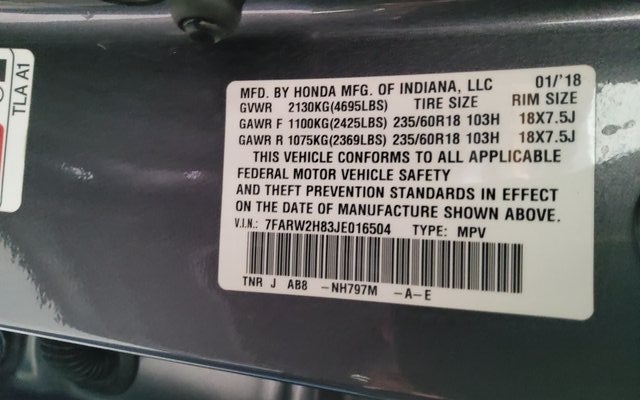 TLA A1
MFD. BY HONDA MFG. OF INDIANA, LLC 01/'18
GVWR 2130KG(4695LBS) TIRE SIZE RIM SIZE
GAWR F 1100KG(2425LBS) 235/60R18 103H 18X7.5J
GAWR R 1075KG(2369LBS) 235/60R18 103H 18X7.5J
THIS VEHICLE CONFORMS TO ALL APPLICABLE
FEDERAL MOTOR VEHICLE SAFETY
AND THEFT PREVENTION STANDARDS IN EFFECT
ON THE DATE OF MANUFACTURE SHOWN ABOVE.
V.I.N.: 7FARW2H83JE016504 TYPE: MPV
TNR J AB8 -NH797M -A-E